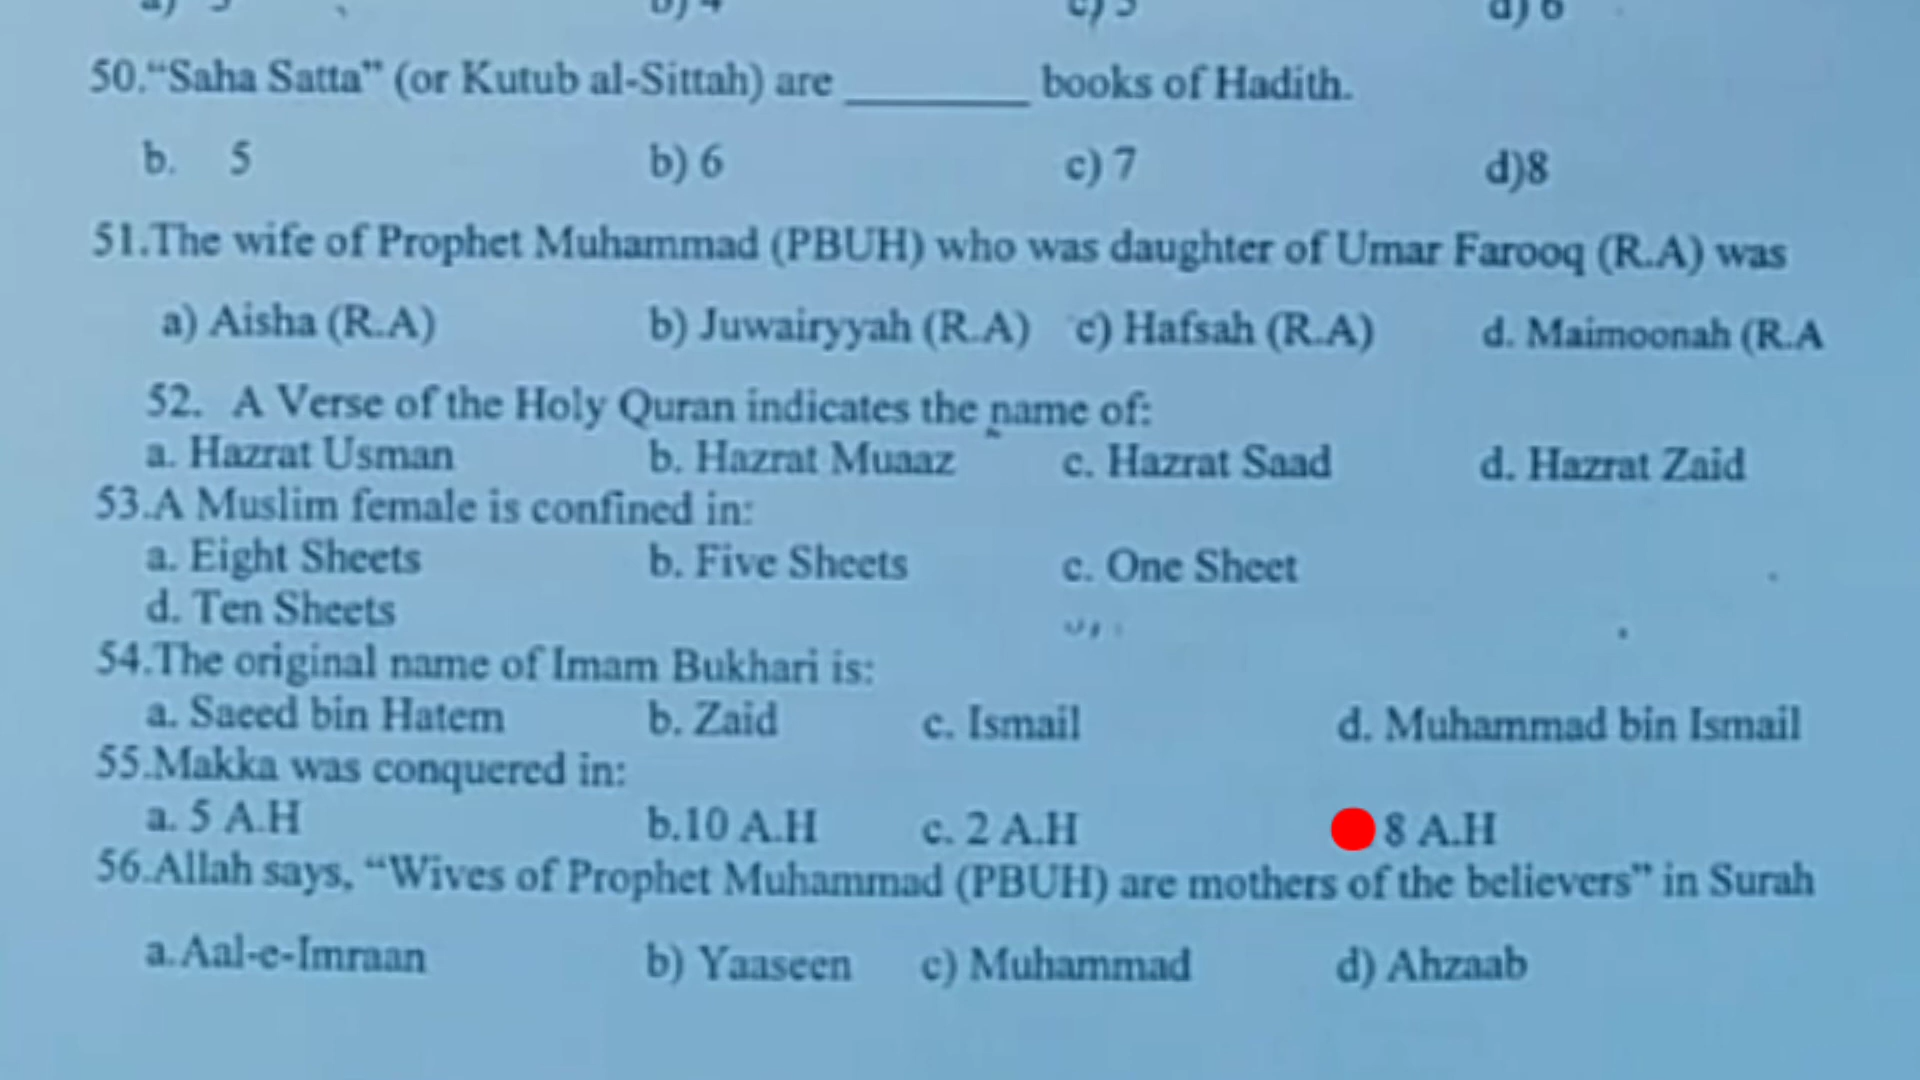 50.“Saha Satta” (or Kutub al-Sittah) are ________ books of Hadith.
b. 5 b) 6 c) 7 d)8
51.The wife of Prophet Muhammad (PBUH) who was daughter of Umar Farooq (R.A) was
a) Aisha (R.A) b) Juwairyyah (R.A) c) Hafsah (R.A) d. Maimoonah (R.A
52. A Verse of the Holy Quran indicates the name of:
a. Hazrat Usman b. Hazrat Muaaz c. Hazrat Saad d. Hazrat Zaid
53.A Muslim female is confined in:
a. Eight Sheets b. Five Sheets c. One Sheet
d. Ten Sheets
54.The original name of Imam Bukhari is:
a. Saeed bin Hatem b. Zaid c. Ismail d. Muhammad bin Ismail
55.Makka was conquered in:
a. 5 A.H b.10 A.H c. 2 A.H 8 A.H
56.Allah says, “Wives of Prophet Muhammad (PBUH) are mothers of the believers” in Surah
a.Aal-e-Imraan b) Yaaseen c) Muhammad d) Ahzaab